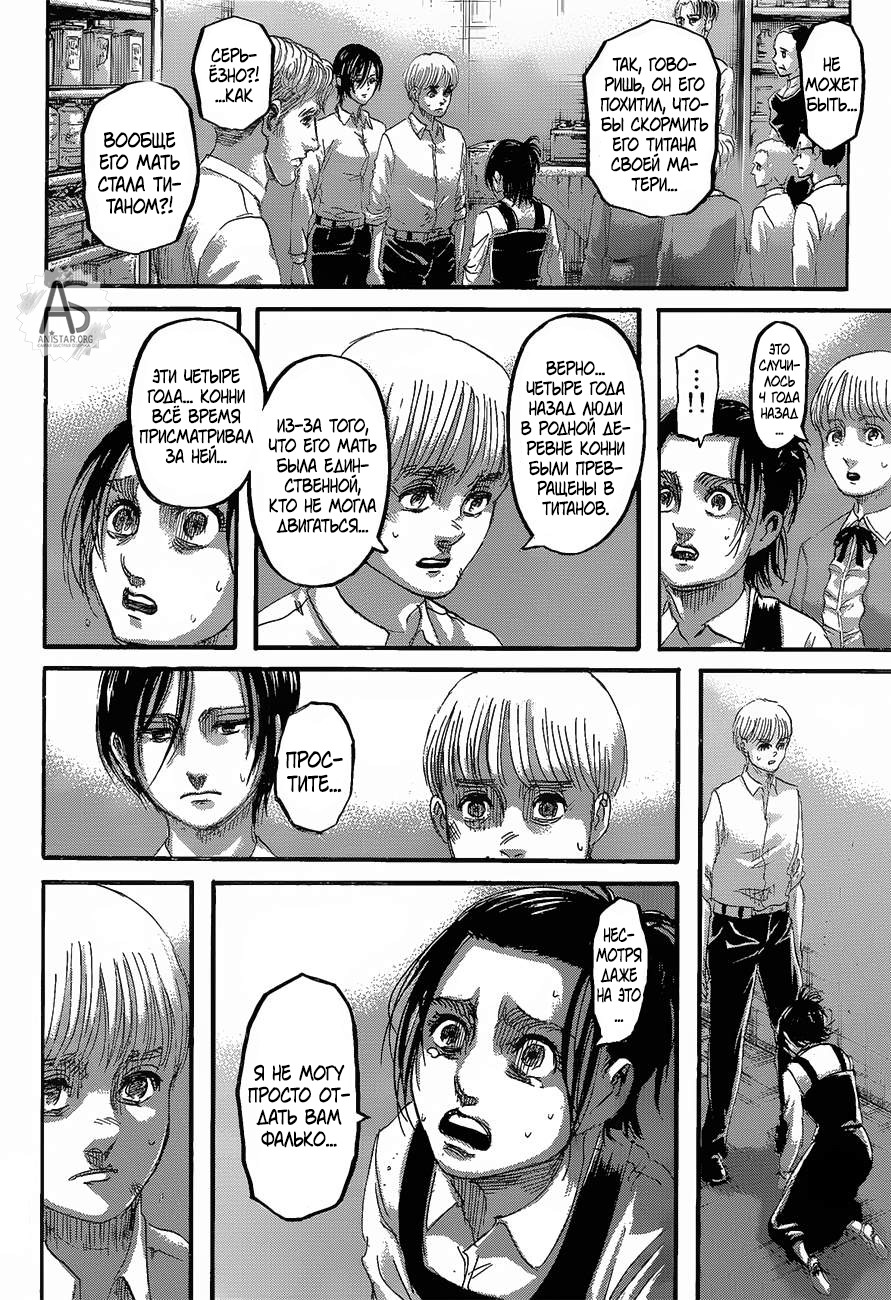 НЕ
МОЖЕТ
БЫТЬ...
ТАК, ГОВО-
РИШЬ, ОН ЕГО
ПОХИТИЛ, ЧТО-
БЫ СКОРМИТЬ
ЕГО ТИТАНА
СВОЕЙ МА-
ТЕРИ...
СЕРЬ-
ЁЗНО?!
...КАК
ВООБЩЕ
ЕГО МАТЬ
СТАЛА ТИ-
ТАНОМ?!
AS
ANISTAR.ORG
ЭТО
СЛУЧИ-
ЛОСЬ
4 ГОДА
НАЗАД
...
...!!
ВЕРНО...
ЧЕТЫРЕ ГОДА
НАЗАД ЛЮДИ
В РОДНОЙ ДЕ-
РЕВНЕ КОННИ
БЫЛИ ПРЕВ-
РАЩЕНЫ В
ТИТАНОВ.
ИЗ-ЗА ТОГО,
ЧТО ЕГО МАТЬ
БЫЛА ЕДИН-
СТВЕННОЙ,
КТО НЕ МОГЛА
ДВИГАТЬСЯ...
ЭТИ ЧЕТЫРЕ
ГОДА... КОННИ
ВСЁ ВРЕМЯ
ПРИСМАТРИВАЛ
ЗА НЕЙ...
ПРОС-
ТИТЕ...
НЕС-
МОТРЯ
ДАЖЕ
НА ЭТО
...
Я НЕ МОГУ
ПРОСТО ОТ-
ДАТЬ ВАМ
ФАЛЬКО...